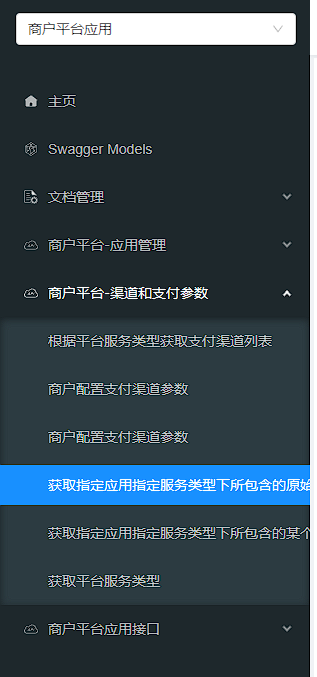 商户平台应用
主页
Swagger Models
文档管理
商户平台-应用管理
商户平台-渠道和支付参数
根据平台服务类型获取支付渠道列表
商户配置支付渠道参数
商户配置支付渠道参数
获取指定应用指定服务类型下所包含的原始
获取指定应用指定服务类型下所包含的某个
获取平台服务类型
商户平台应用接口